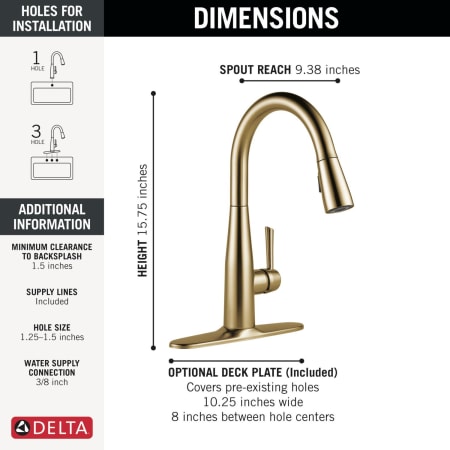 HOLES FOR
INSTALLATION
1
HOLE
3
HOLE
ADDITIONAL
INFORMATION
MINIMUM CLEARANCE
TO BACKSPLASH
1.5 inches
SUPPLY LINES
Included
HOLE SIZE
1.25–1.5 inches
WATER SUPPLY
CONNECTION
3/8 inch
DELTA
DIMENSIONS
SPOUT REACH 9.38 inches
HEIGHT 15.75 inches
OPTIONAL DECK PLATE (Included)
Covers pre-existing holes
10.25 inches wide
8 inches between hole centers